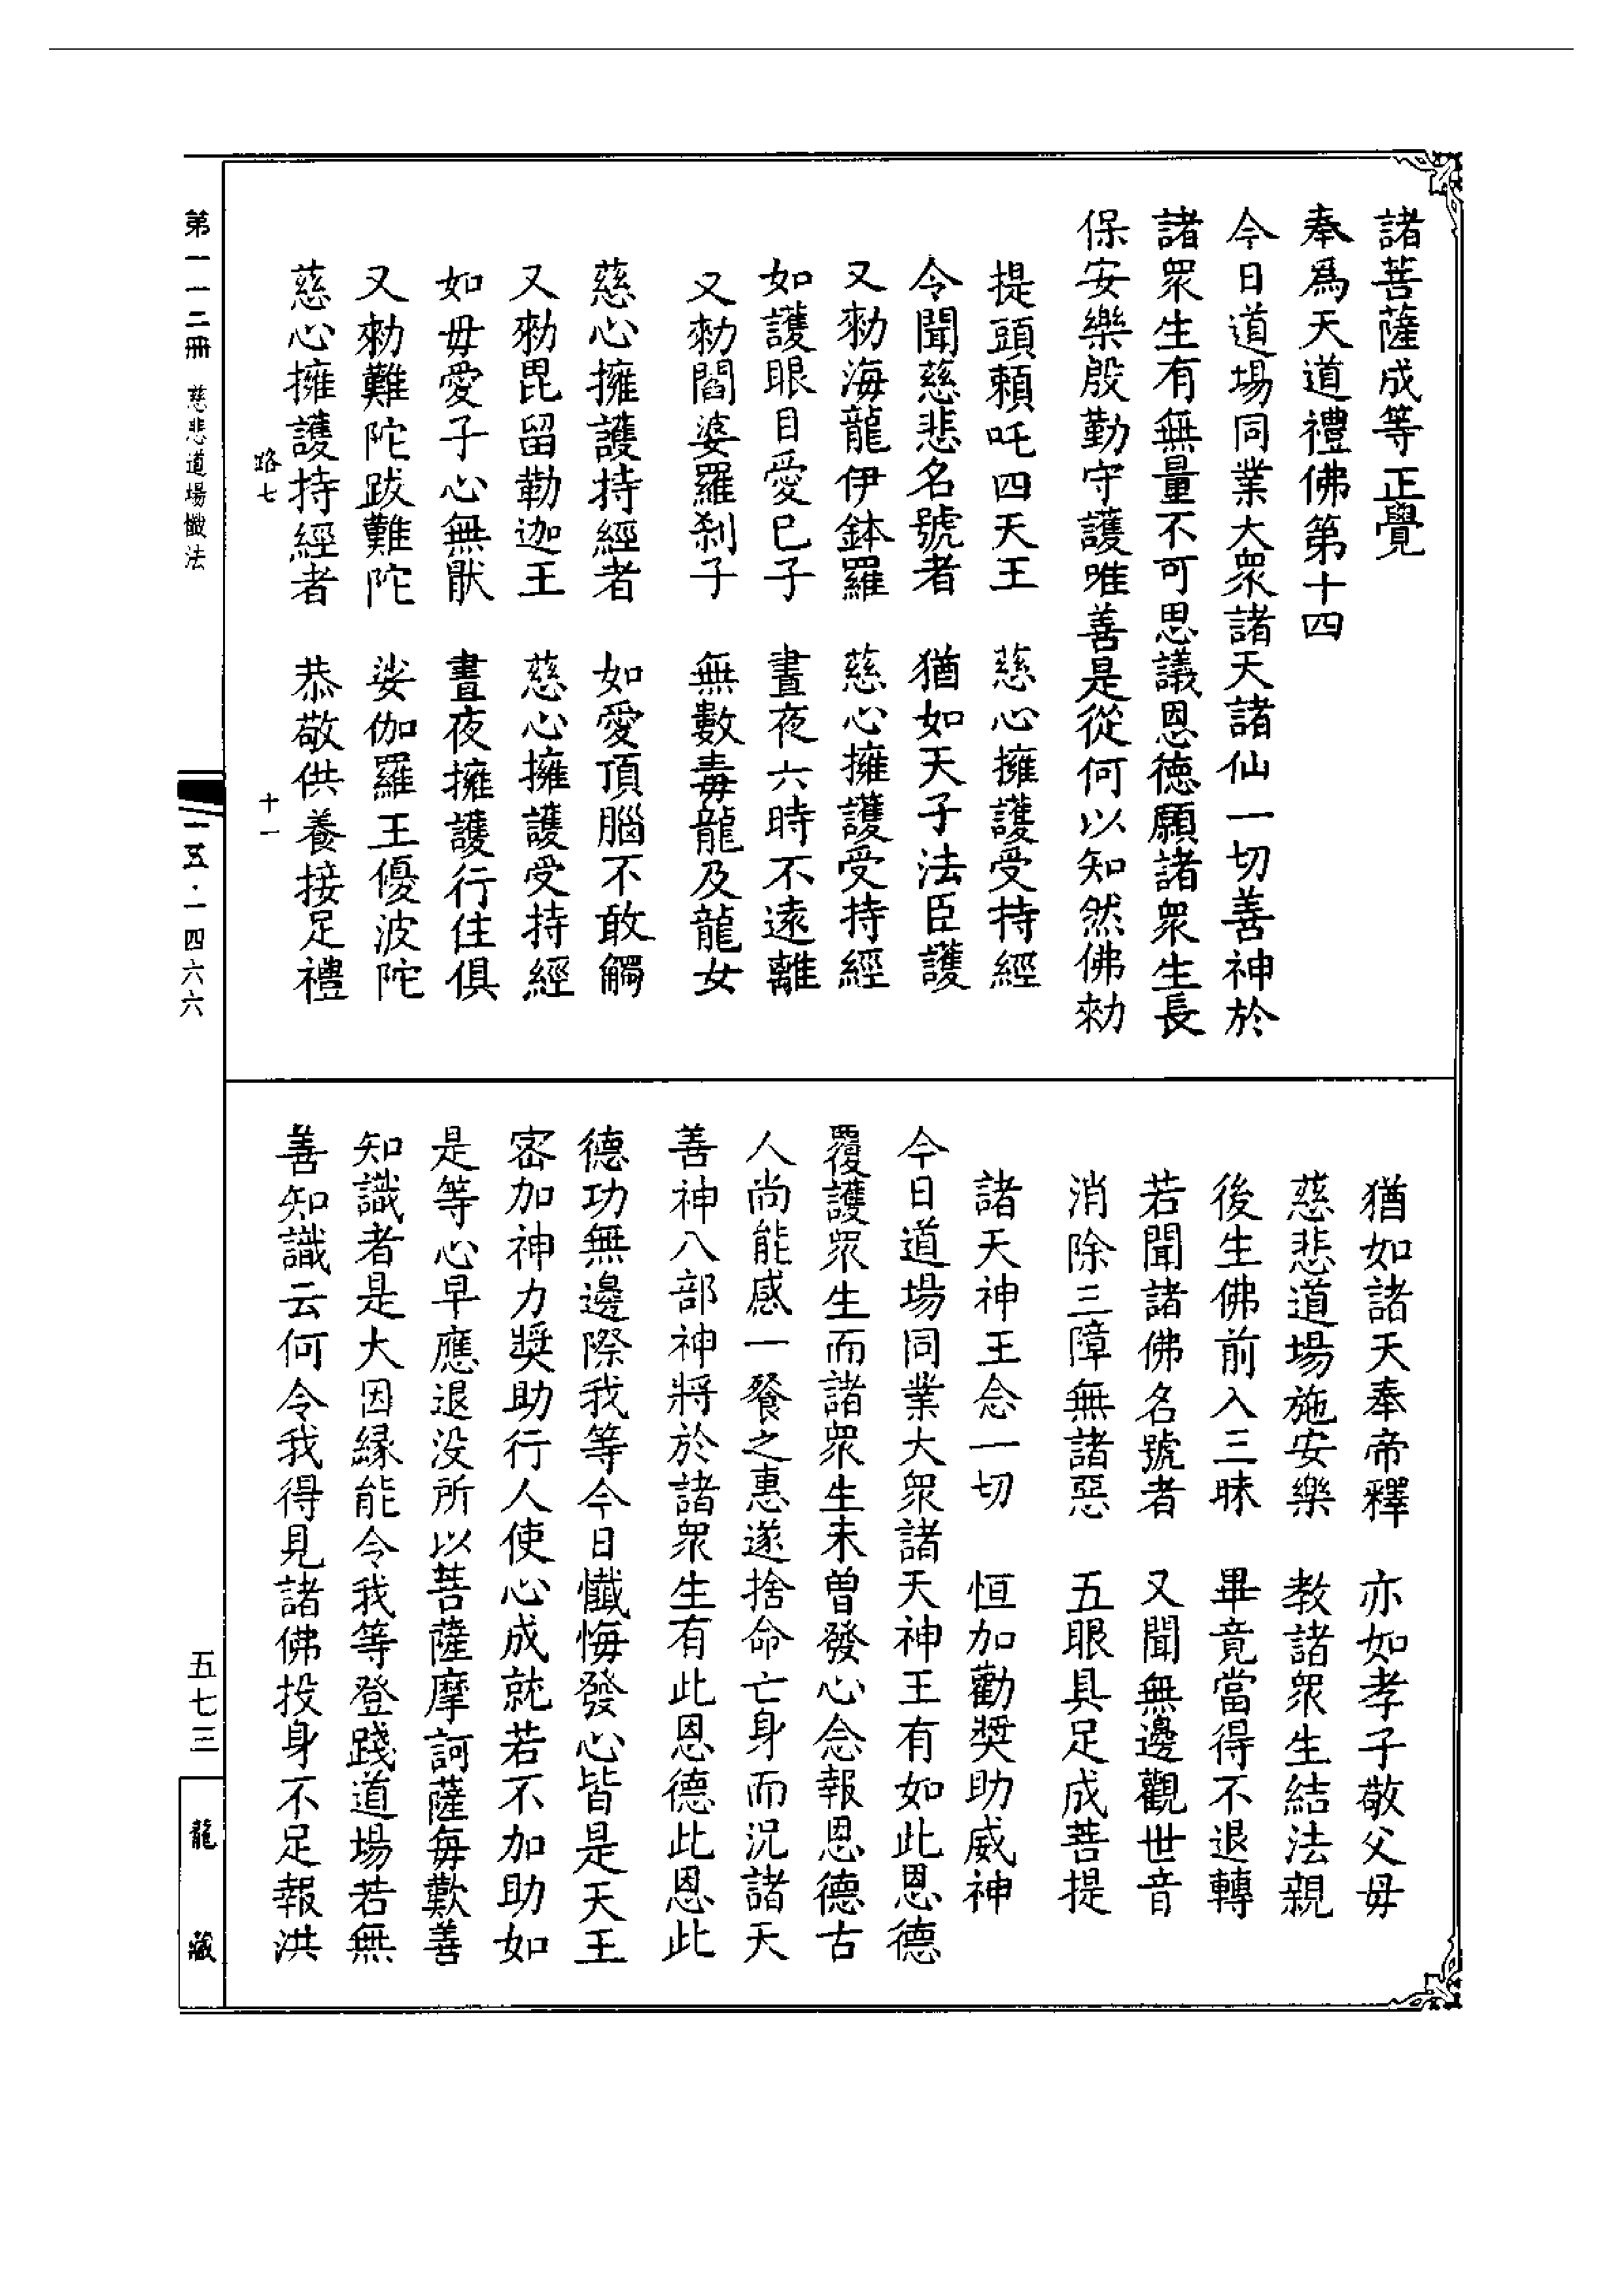 諸菩薩成等正覺
奉爲天道禮佛第十四
今日道場同業大眾諸天諸仙一切善神於
諸眾生有無量不可思議恩德願諸眾生長
保安樂殷勤守護唯善是從何以知然佛勑
提頭賴吒四天王　慈心擁護受持經
令聞慈悲名號者　猶如天子法臣護
又勑海龍伊鉢羅　慈心擁護受持經
如護眼目愛已子　晝夜六時不遠離
又勑閻婆羅剎子　無數毒龍及龍女
慈心擁護持經者　如愛頂腦不敢觸
又勑毘留勒迦王　慈心擁護受持經
如毋愛子心無猒　晝夜擁護行住俱
又勑難陀跋難陀　娑伽羅王優波陀
慈心擁護持經者　恭敬供養接足禮
路七　十一
猶如諸天奉帝釋　亦如孝子敬父毋
慈悲道場施安樂　教諸眾生結法親
後生佛前入三昧　畢竟當得不退轉
若聞諸佛名號者　又聞無邊觀世音
消除三障無諸惡　五眼具足成菩提
諸天神王念一切　恒加勸獎助威神
今日道場同業大眾諸天神王有如此恩德
覆護眾生而諸眾生未曾發心念報恩德古
人尚能感一餐之惠遂捨命亡身而況諸天
善神八部神將於諸眾生有此恩德此恩此
德功無邊際我等今日懺悔發心皆是天王
密加神力獎助行人使心成就若不加助如
是等心早應退没所以菩薩摩訶薩每歎善
知識者是大因緣能令我等登踐道場若無
善知識云何令我得見諸佛投身不足報洪
第一一二冊　慈悲道場懺法　一五·一四六六　五七三　龍藏